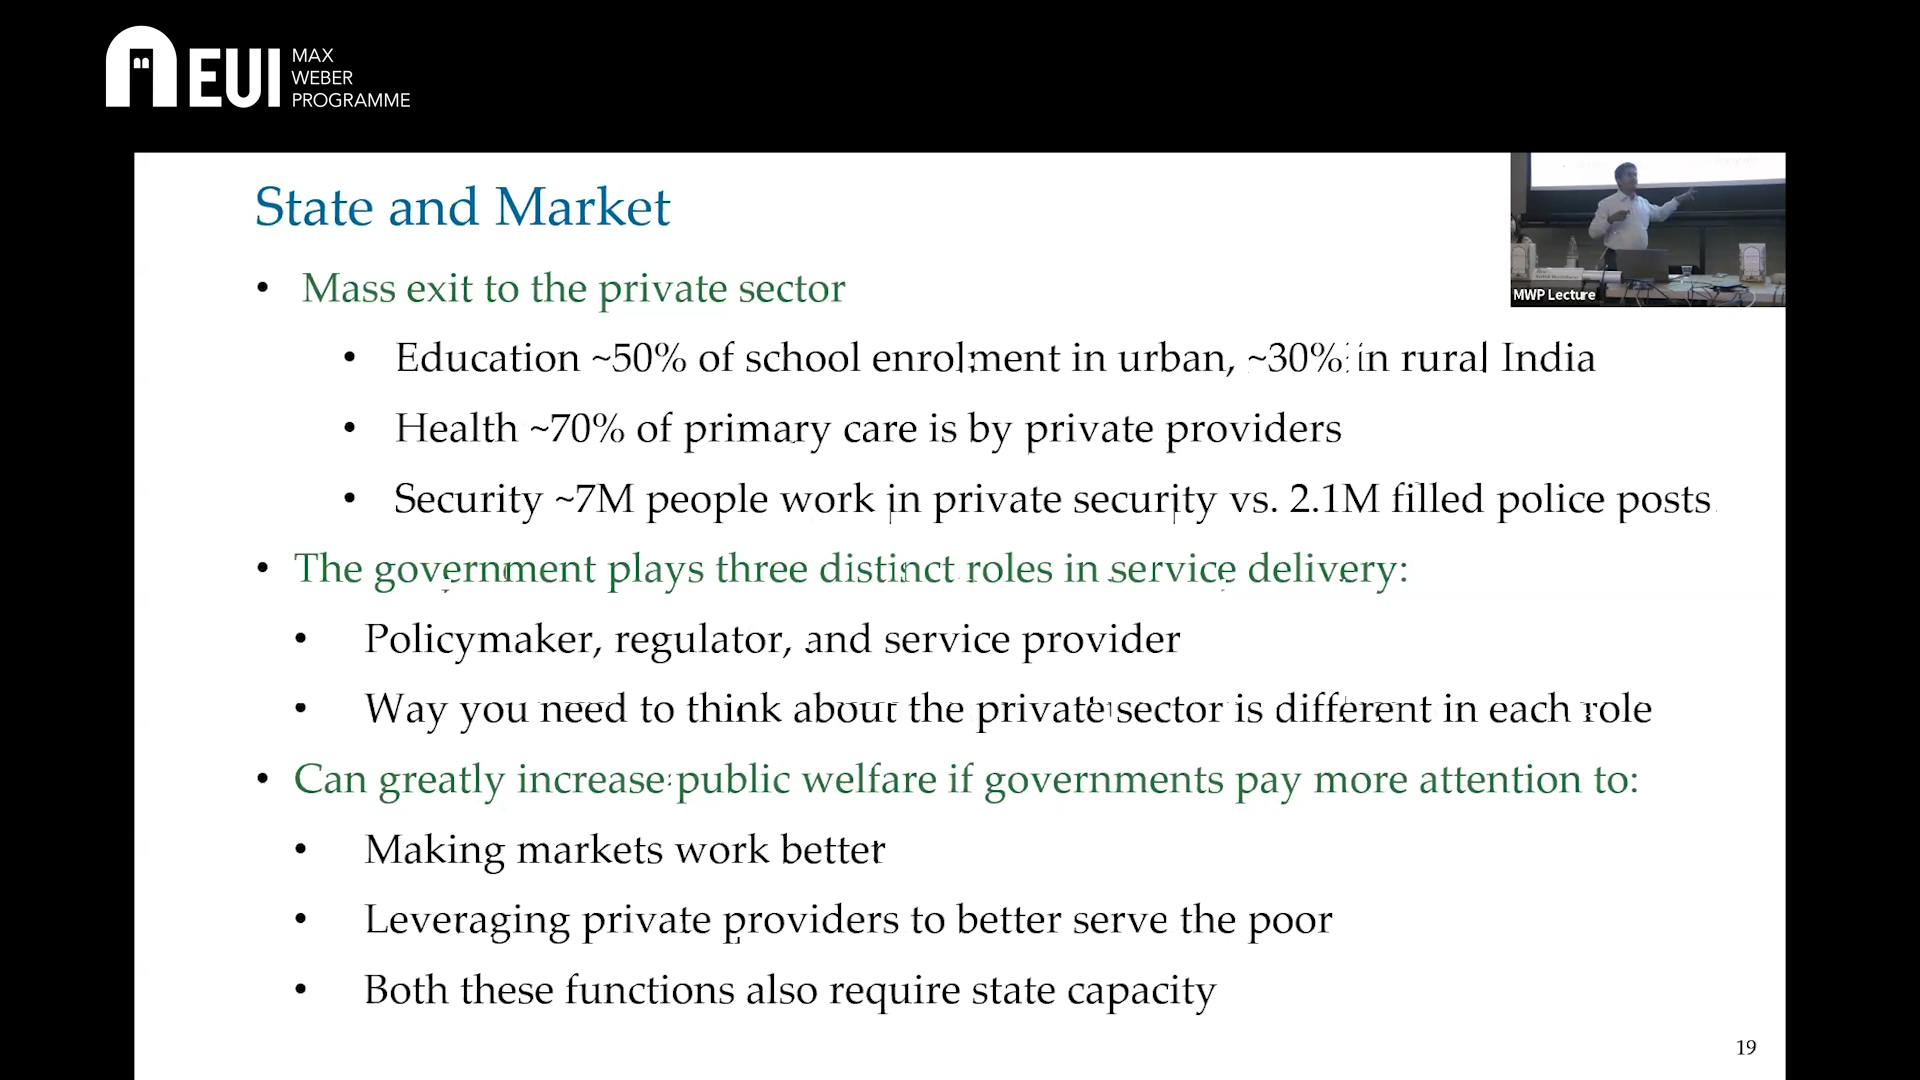 EUI
MAX
WEBER
PROGRAMME
State and Market
MWP Lecture
• Mass exit to the private sector
• Education ~50% of school enrolment in urban, ~30% in rural India
• Health ~70% of primary care is by private providers
• Security ~7M people work in private security vs. 2.1M filled police posts
• The government plays three distinct roles in service delivery:
• Policymaker, regulator, and service provider
• Way you need to think about the private sector is different in each role
• Can greatly increase public welfare if governments pay more attention to:
• Making markets work better
• Leveraging private providers to better serve the poor
• Both these functions also require state capacity
19